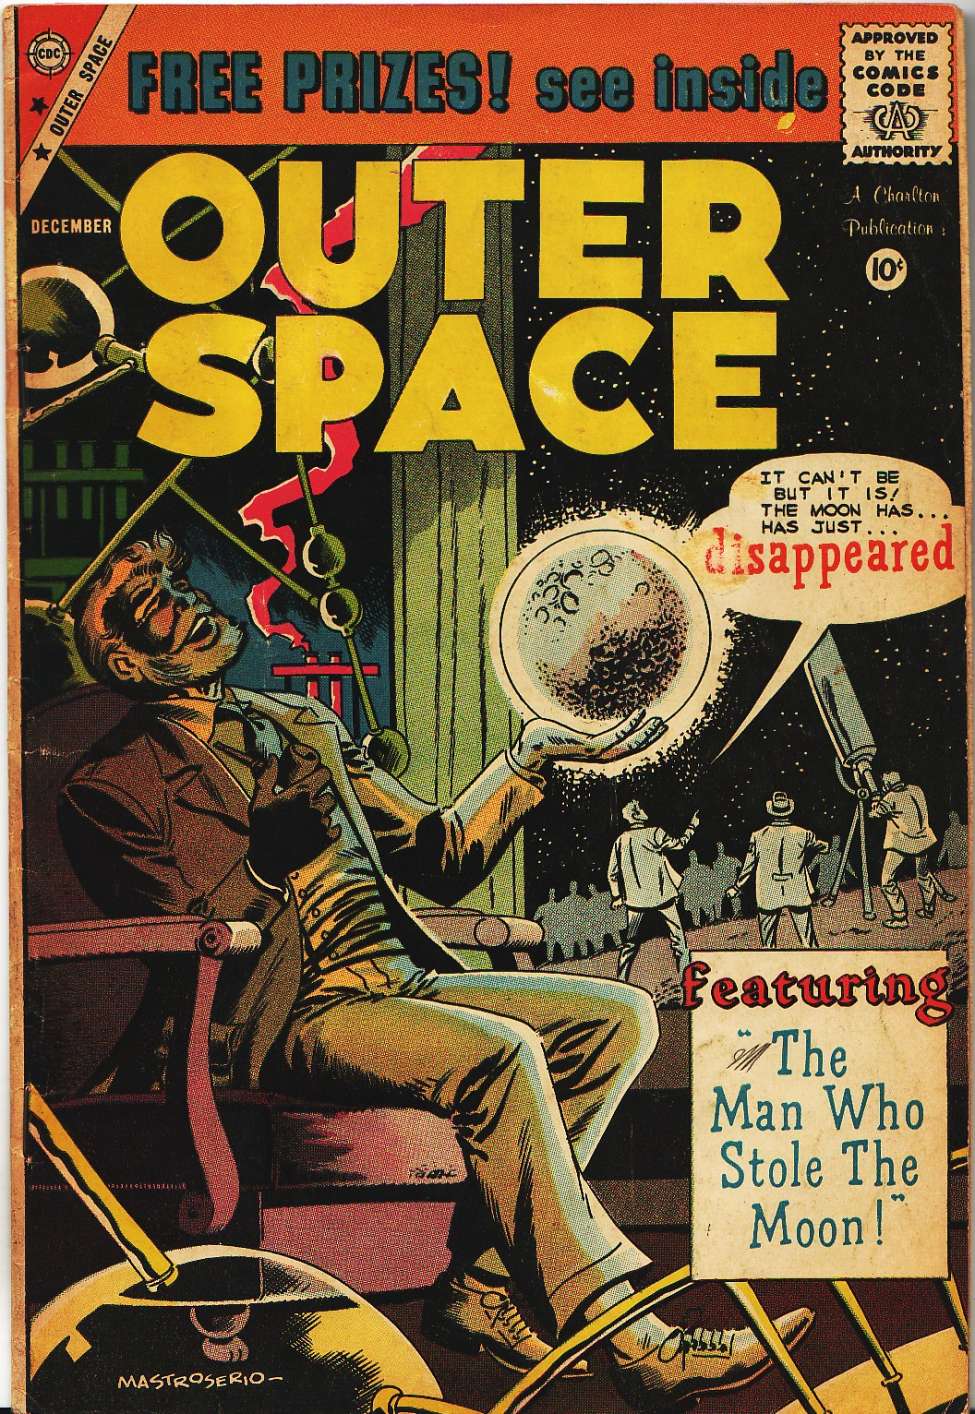 CDC
OUTER SPACE
FREE PRIZES! see inside
APPROVED
BY THE
COMICS
CODE
CA
AUTHORITY
DECEMBER
OUTER
SPACE
A Charlton
Publication
10¢
IT CAN'T BE
BUT IT IS!
THE MOON HAS...
HAS JUST...
disappeared
featuring
"The
Man Who
Stole The
Moon!"
MASTROSERIO-